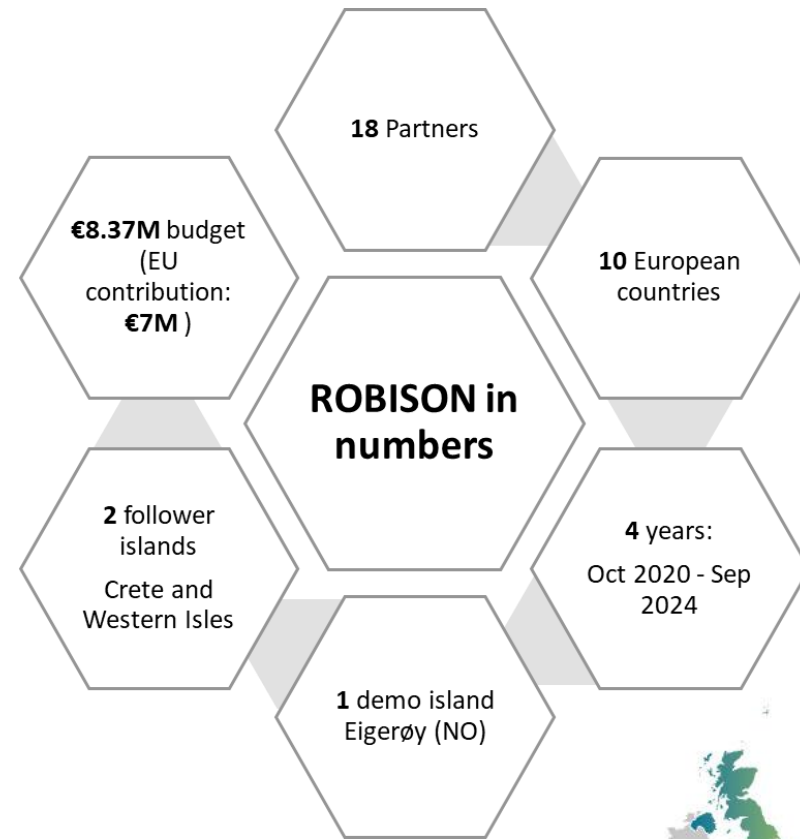 18 Partners
€8.37M budget
(EU
contribution:
€7M )
10 European
countries
ROBISON in
numbers
2 follower
islands
Crete and
Western Isles
4 years:
Oct 2020 - Sep
2024
1 demo island
Eigerøy (NO)